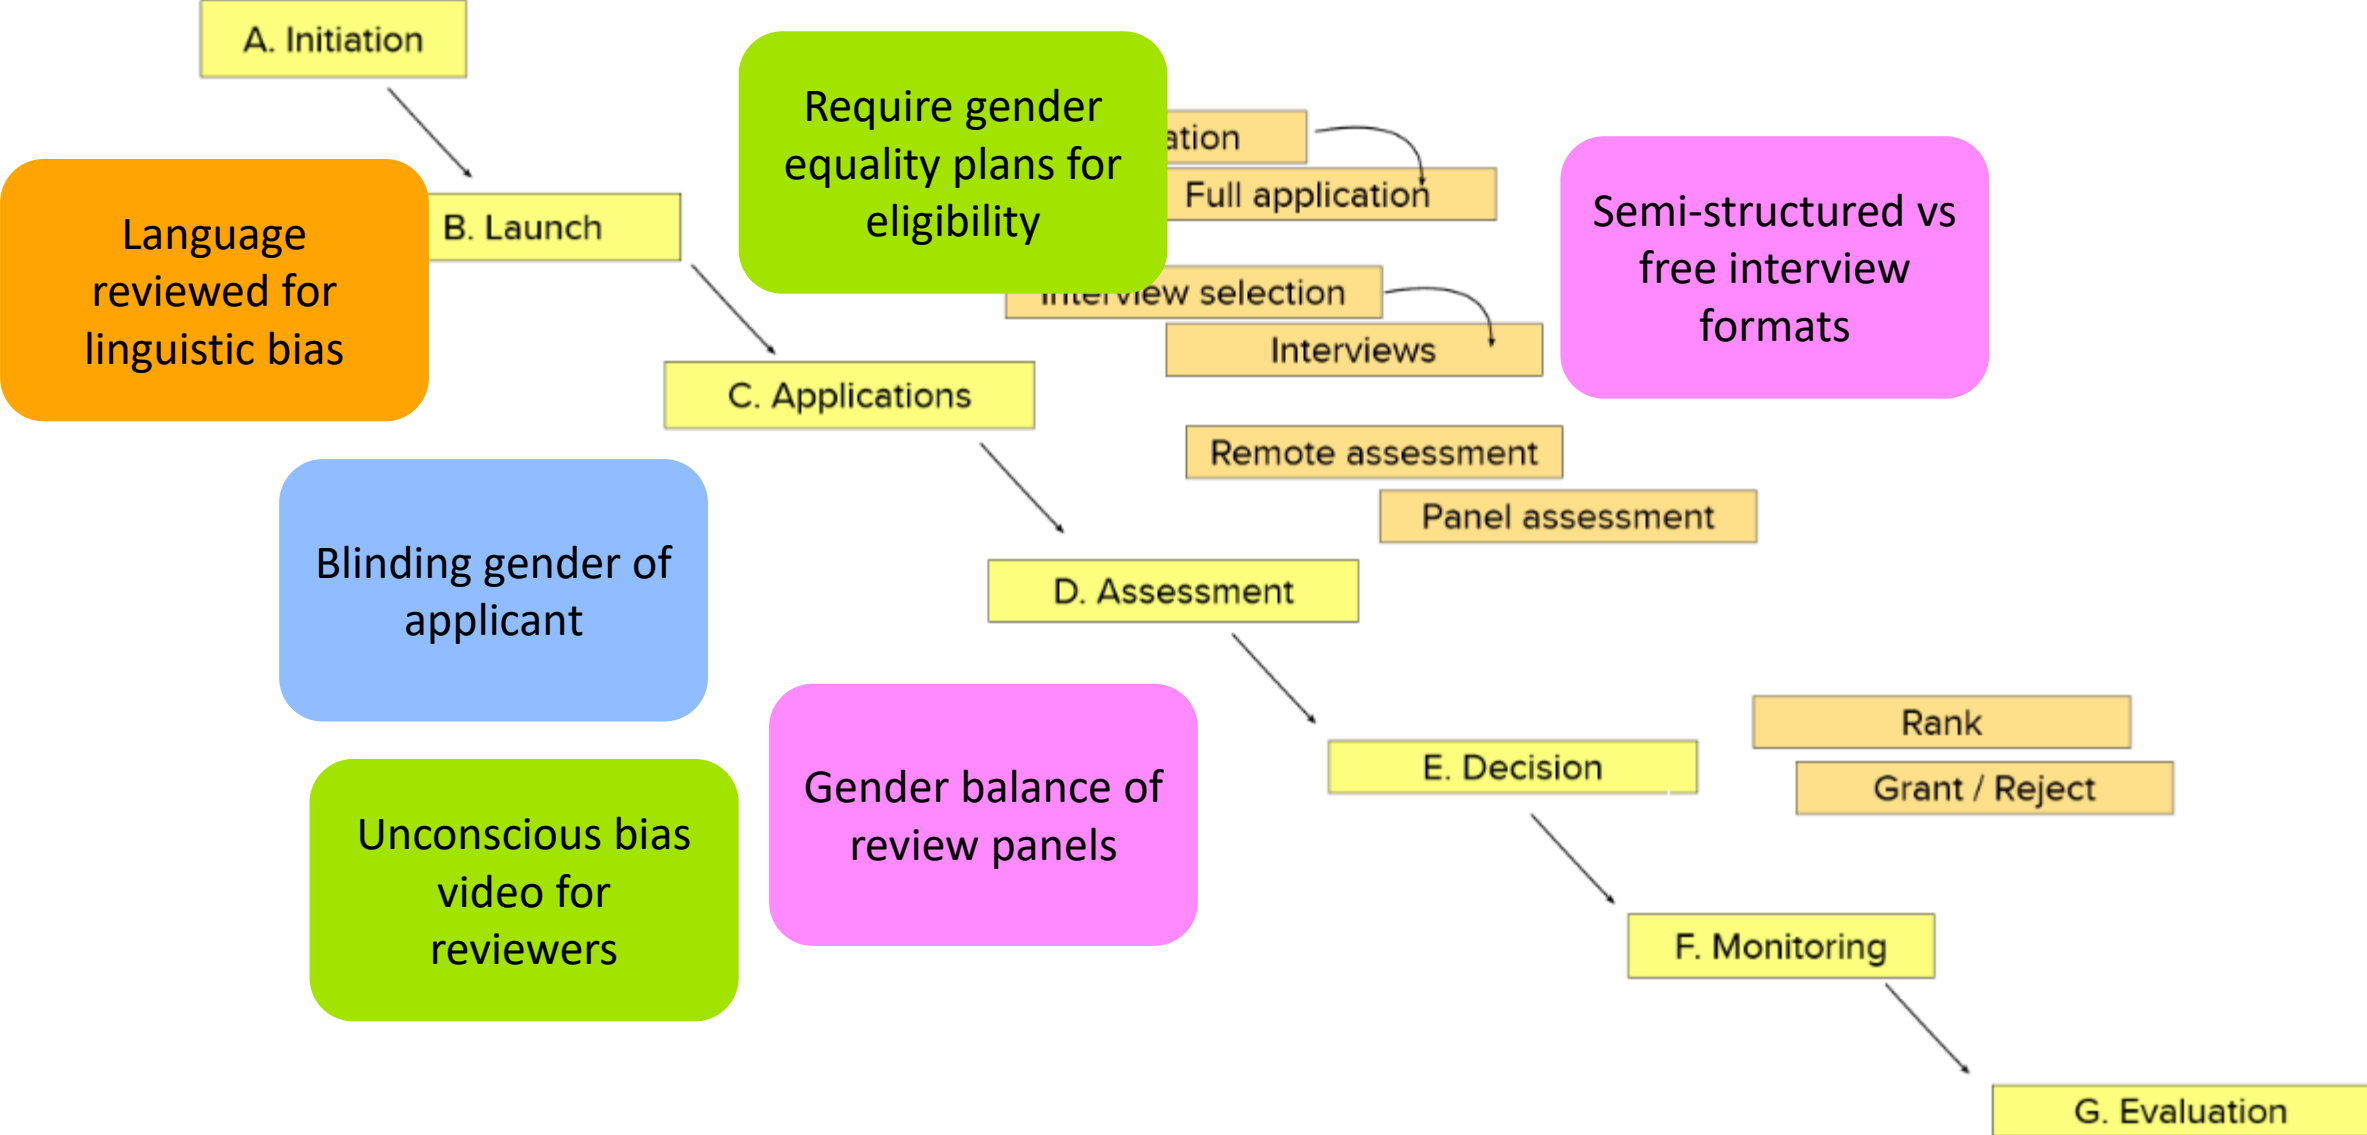 A. Initiation
Require gender
equality plans for
eligibility
ation
Full application
Semi-structured vs
free interview
formats
Language
reviewed for
linguistic bias
B. Launch
Interview selection
Interviews
C. Applications
Remote assessment
Panel assessment
Blinding gender of
applicant
D. Assessment
Rank
Grant / Reject
E. Decision
Gender balance of
review panels
Unconscious bias
video for
reviewers
F. Monitoring
G. Evaluation